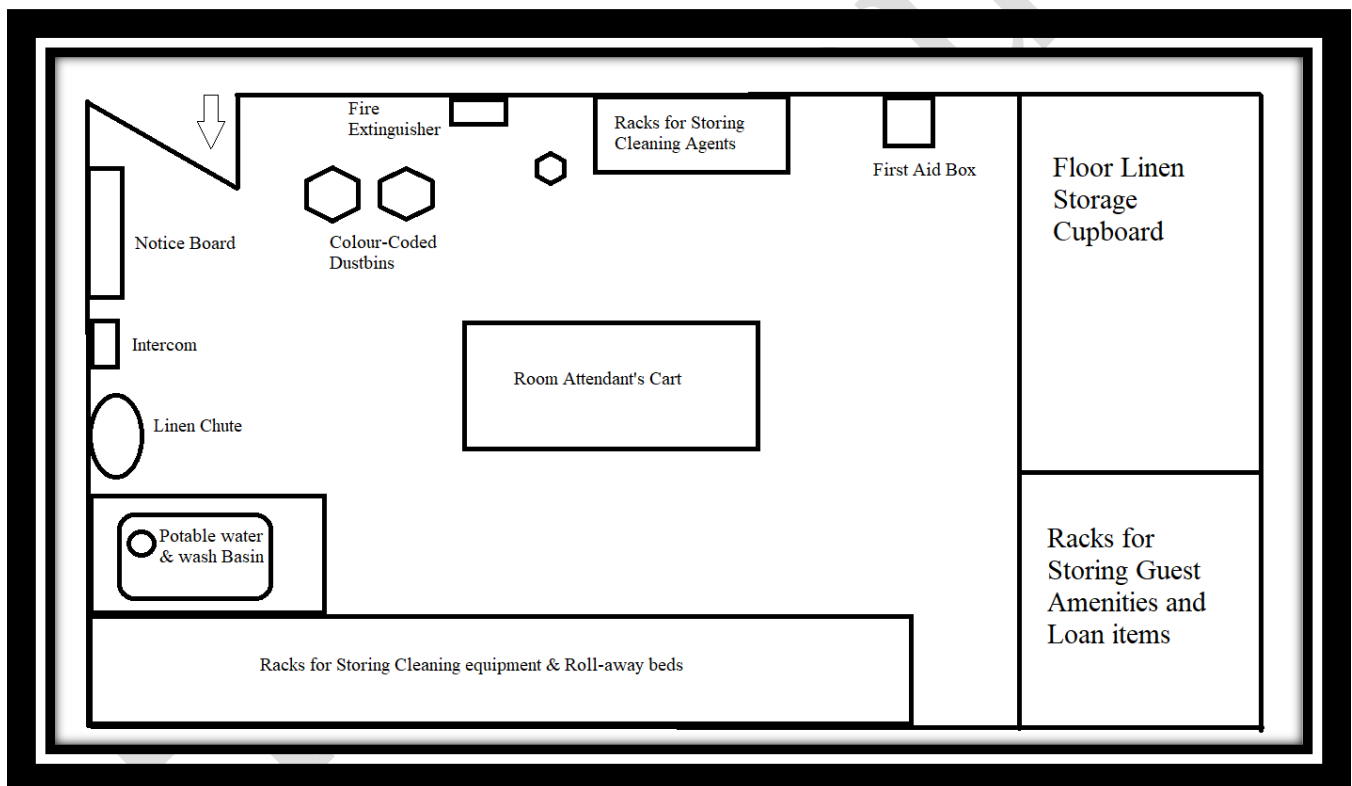 Fire
Extinguisher
Racks for Storing
Cleaning Agents
First Aid Box
Floor Linen
Storage
Cupboard
Notice Board
Colour-Coded
Dustbins
Intercom
Room Attendant's Cart
Linen Chute
Potable water
& wash Basin
Racks for
Storing Guest
Amenities and
Loan items
Racks for Storing Cleaning equipment & Roll-away beds